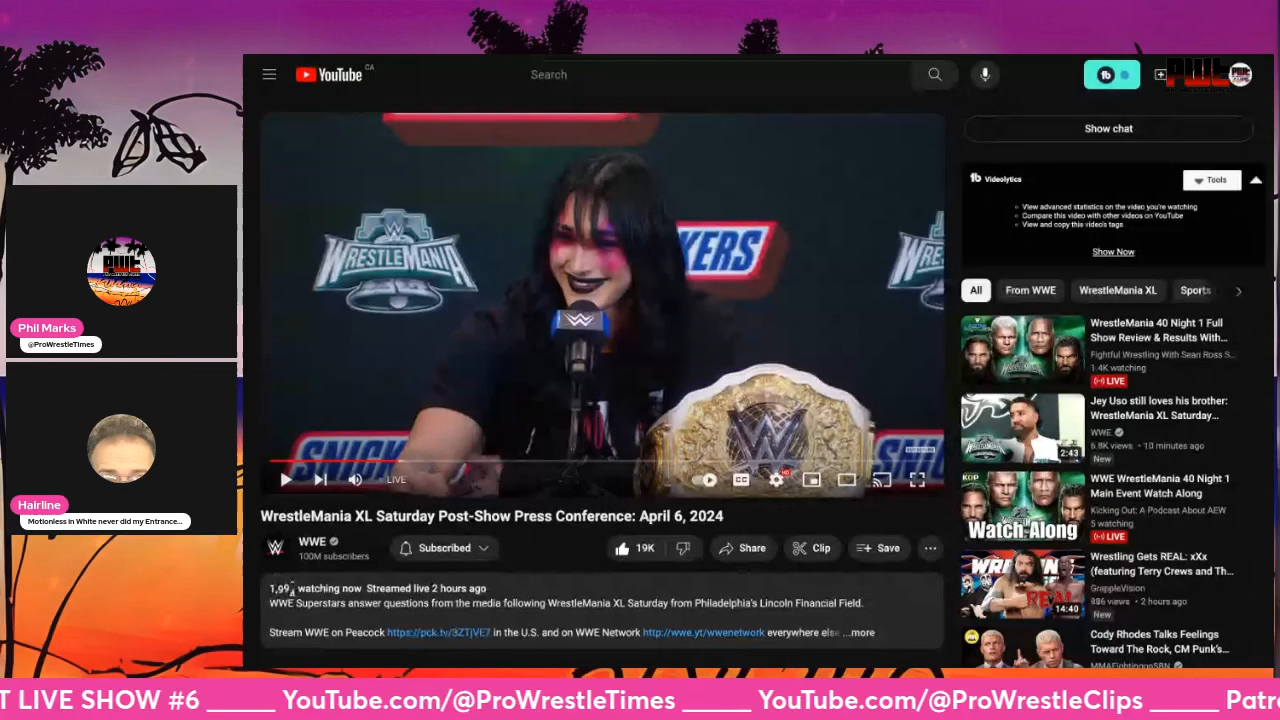 YouTube CA
Search
Show chat
WRESTLEMANIA
KERS
W
SNICK
LIVE
CC
HD
WrestleMania XL Saturday Post-Show Press Conference: April 6, 2024
WWE
100M subscribers
Subscribed
19K
Share
Clip
Save
watching now Streamed live 2 hours ago
WWE Superstars answer questions from the media following WrestleMania XL Saturday from Philadelphia's Lincoln Financial Field.
Stream WWE on Peacock https://pck.tv/3ZTjVE7 in the U.S. and on WWE Network http://www.yt/wwenetwork everywhere else ...more
Videolytics
Tools
View advanced statistics on the video you're watching
Compare this video with other videos on YouTube
View and copy this video's tags
Show Now
All
From WWE
WrestleMania XL
Sports
WrestleMania 40 Night 1 Full
Show Review & Results With...
Fightful Wrestling With Sean Ross S...
1.4K watching
LIVE
Jey Uso still loves his brother:
WrestleMania XL Saturday...
WWE
6.8K views • 10 minutes ago
New
2:43
WWE WrestleMania 40 Night 1
Main Event Watch Along
Kicking Out: A Podcast About AEW
5 watching
LIVE
KOP
Watch Along
Wrestling Gets REAL: xXx
(featuring Terry Crews and Th...
GrappleVision
886 views • 2 hours ago
REAL
14:40
Cody Rhodes Talks Feelings
Toward The Rock, CM Punk's...
MMAFightingonSBN
PWT
Phil Marks
@ProWrestleTimes
Hairline
Motionless in White never did my Entrance...
T LIVE SHOW #6 _____ YouTube.com/@ProWrestleTimes _____ YouTube.com/@ProWrestleClips _____ Patr